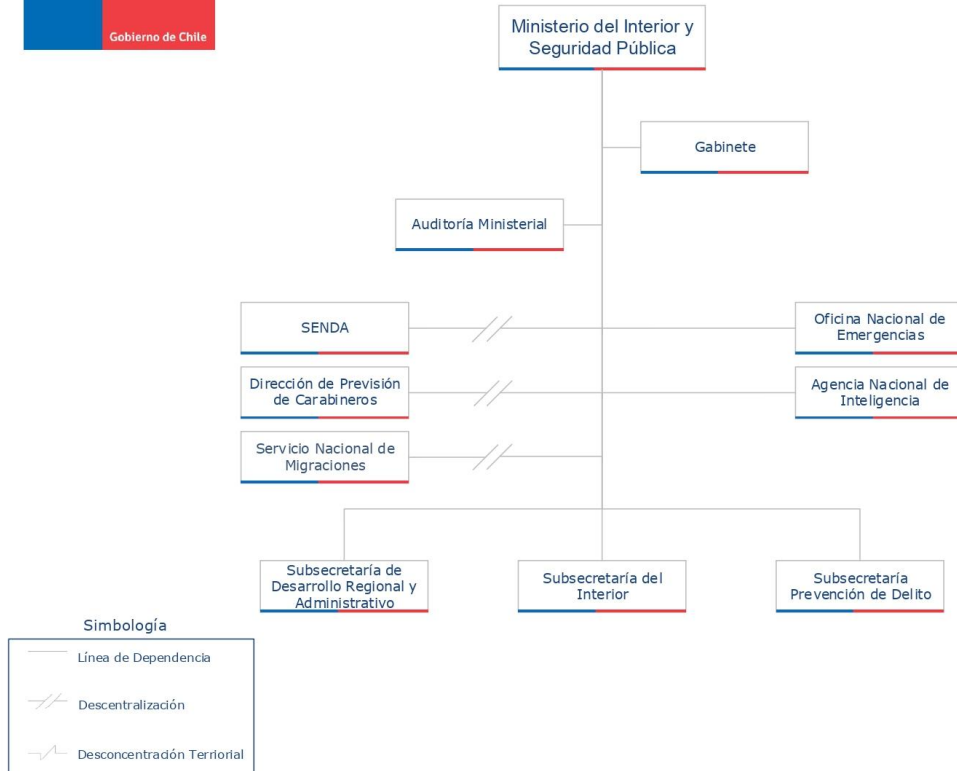 Gobierno de Chile
Ministerio del Interior y
Seguridad Pública
Gabinete
Auditoría Ministerial
SENDA
Oficina Nacional de
Emergencias
Dirección de Previsión
de Carabineros
Agencia Nacional de
Inteligencia
Servicio Nacional de
Migraciones
Subsecretaría de
Desarrollo Regional y
Administrativo
Subsecretaría del
Interior
Subsecretaría
Prevención de Delito
Simbología
Línea de Dependencia
Descentralización
Desconcentración Terriorial